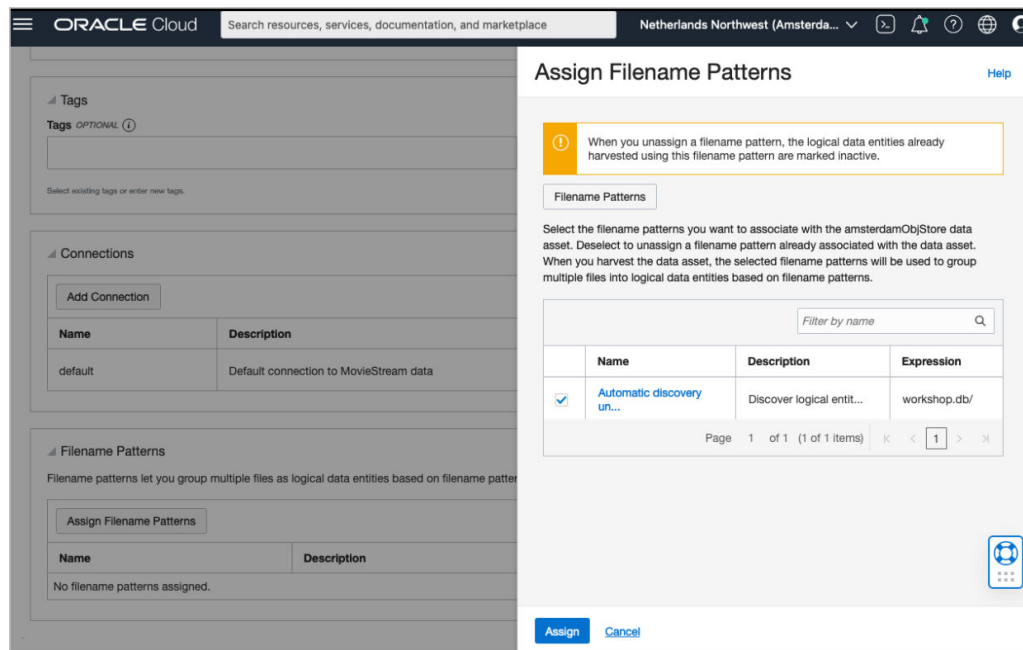 ORACLE Cloud
Search resources, services, documentation, and marketplace
Netherlands Northwest (Amsterda...
Tags
Tags OPTIONAL
Select existing tags or enter new tags.
Connections
Add Connection
Name Description
default Default connection to MovieStream data
Filename Patterns
Filename patterns let you group multiple files as logical data entities based on filename patter
Assign Filename Patterns
Name Description
No filename patterns assigned.
Assign Filename Patterns
Help
When you unassign a filename pattern, the logical data entities already
harvested using this filename pattern are marked inactive.
Filename Patterns
Select the filename patterns you want to associate with the amsterdamObjStore data
asset. Deselect to unassign a filename pattern already associated with the data asset.
When you harvest the data asset, the selected filename patterns will be used to group
multiple files into logical data entities based on filename patterns.
Filter by name
Name Description Expression
Automatic discovery
un...
Discover logical entit...
workshop.db/
Page 1 of 1 (1 of 1 items) 1
Assign Cancel